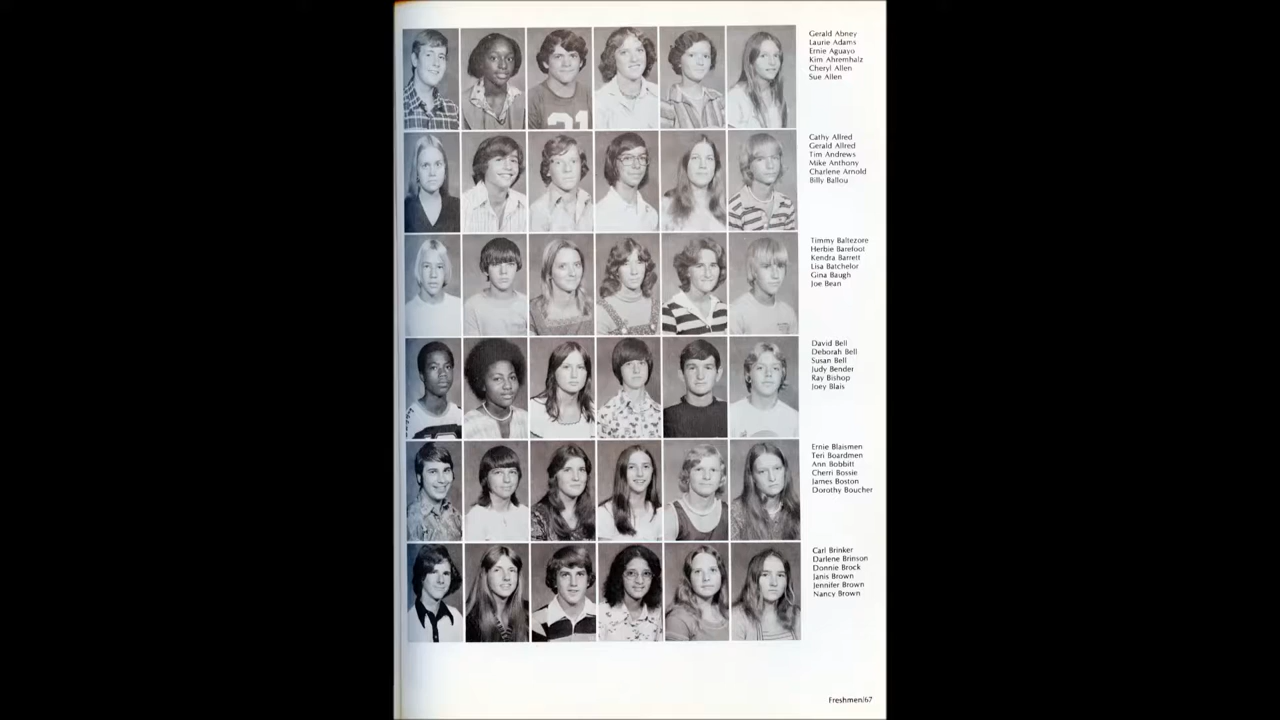 Gerald Abney
Laurie Adams
Ernie Aguayo
Kim Ahremhalz
Cheryl Allen
Sue Allen
21
Cathy Allred
Gerald Allred
Tim Andrews
Mike Anthony
Charlene Arnold
Billy Ballou
Timmy Baltezore
Herbie Barefoot
Kendra Barrett
Lisa Batchelor
Gina Baugh
Joe Bean
David Bell
Deborah Bell
Susan Bell
Judy Bender
Ray Bishop
Joey Blais
Ernie Blaismen
Teri Boardmen
Ann Bobbitt
Cherri Bossie
James Boston
Dorothy Boucher
Carl Brinker
Darlene Brinson
Donnie Brock
Janis Brown
Jennifer Brown
Nancy Brown
Freshmen/67